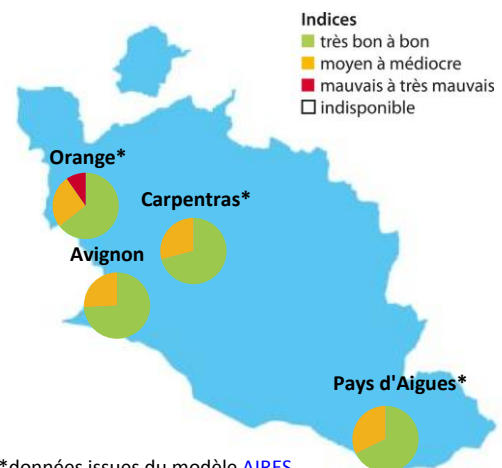 Indices
très bon à bon
moyen à médiocre
mauvais à très mauvais
indisponible
Orange*
Carpentras*
Avignon
Pays d'Aigues*
*données issues du modèle AIRES